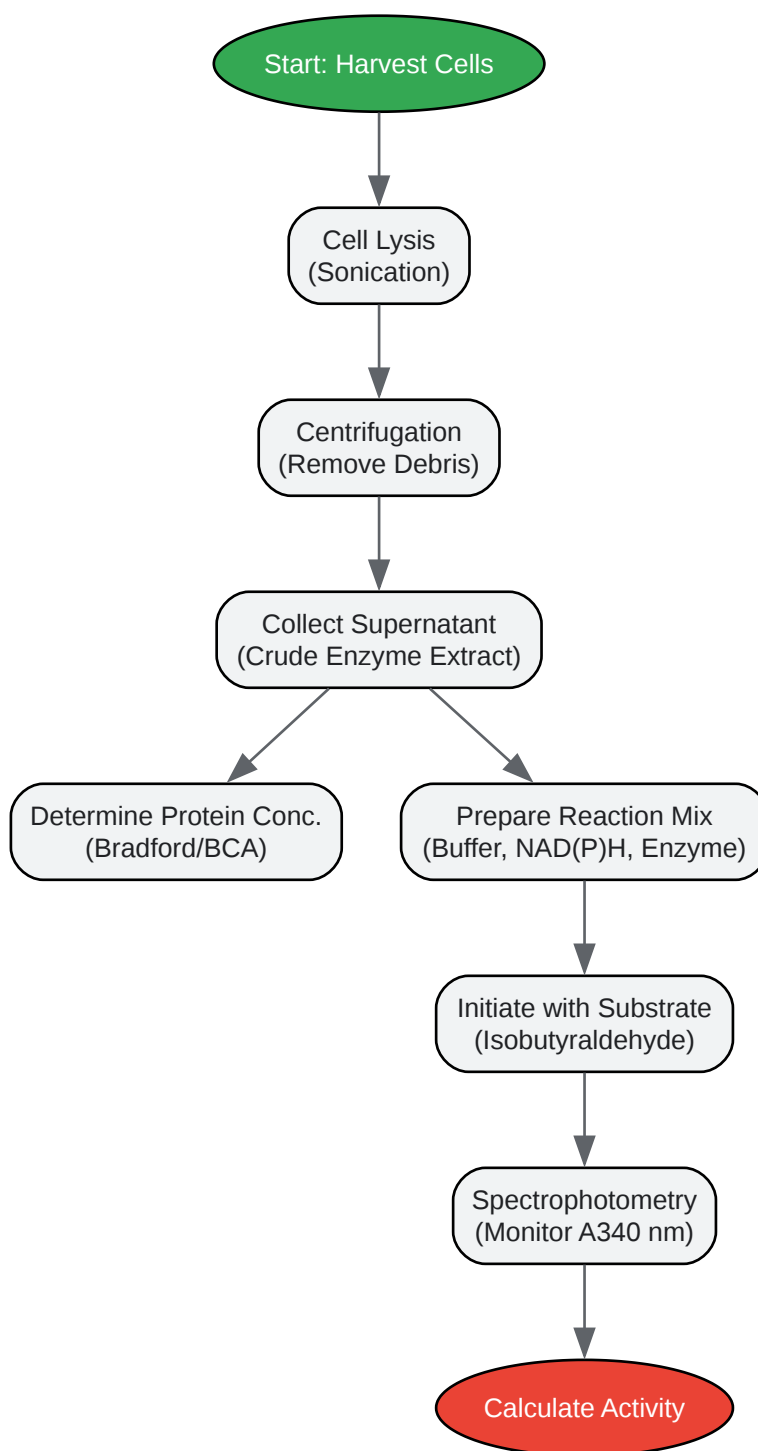 Start: Harvest Cells
Cell Lysis
(Sonication)
Centrifugation
(Remove Debris)
Collect Supernatant
(Crude Enzyme Extract)
Determine Protein Conc.
(Bradford/BCA)
Prepare Reaction Mix
(Buffer, NAD(P)H, Enzyme)
Initiate with Substrate
(Isobutyraldehyde)
Spectrophotometry
(Monitor A340 nm)
Calculate Activity